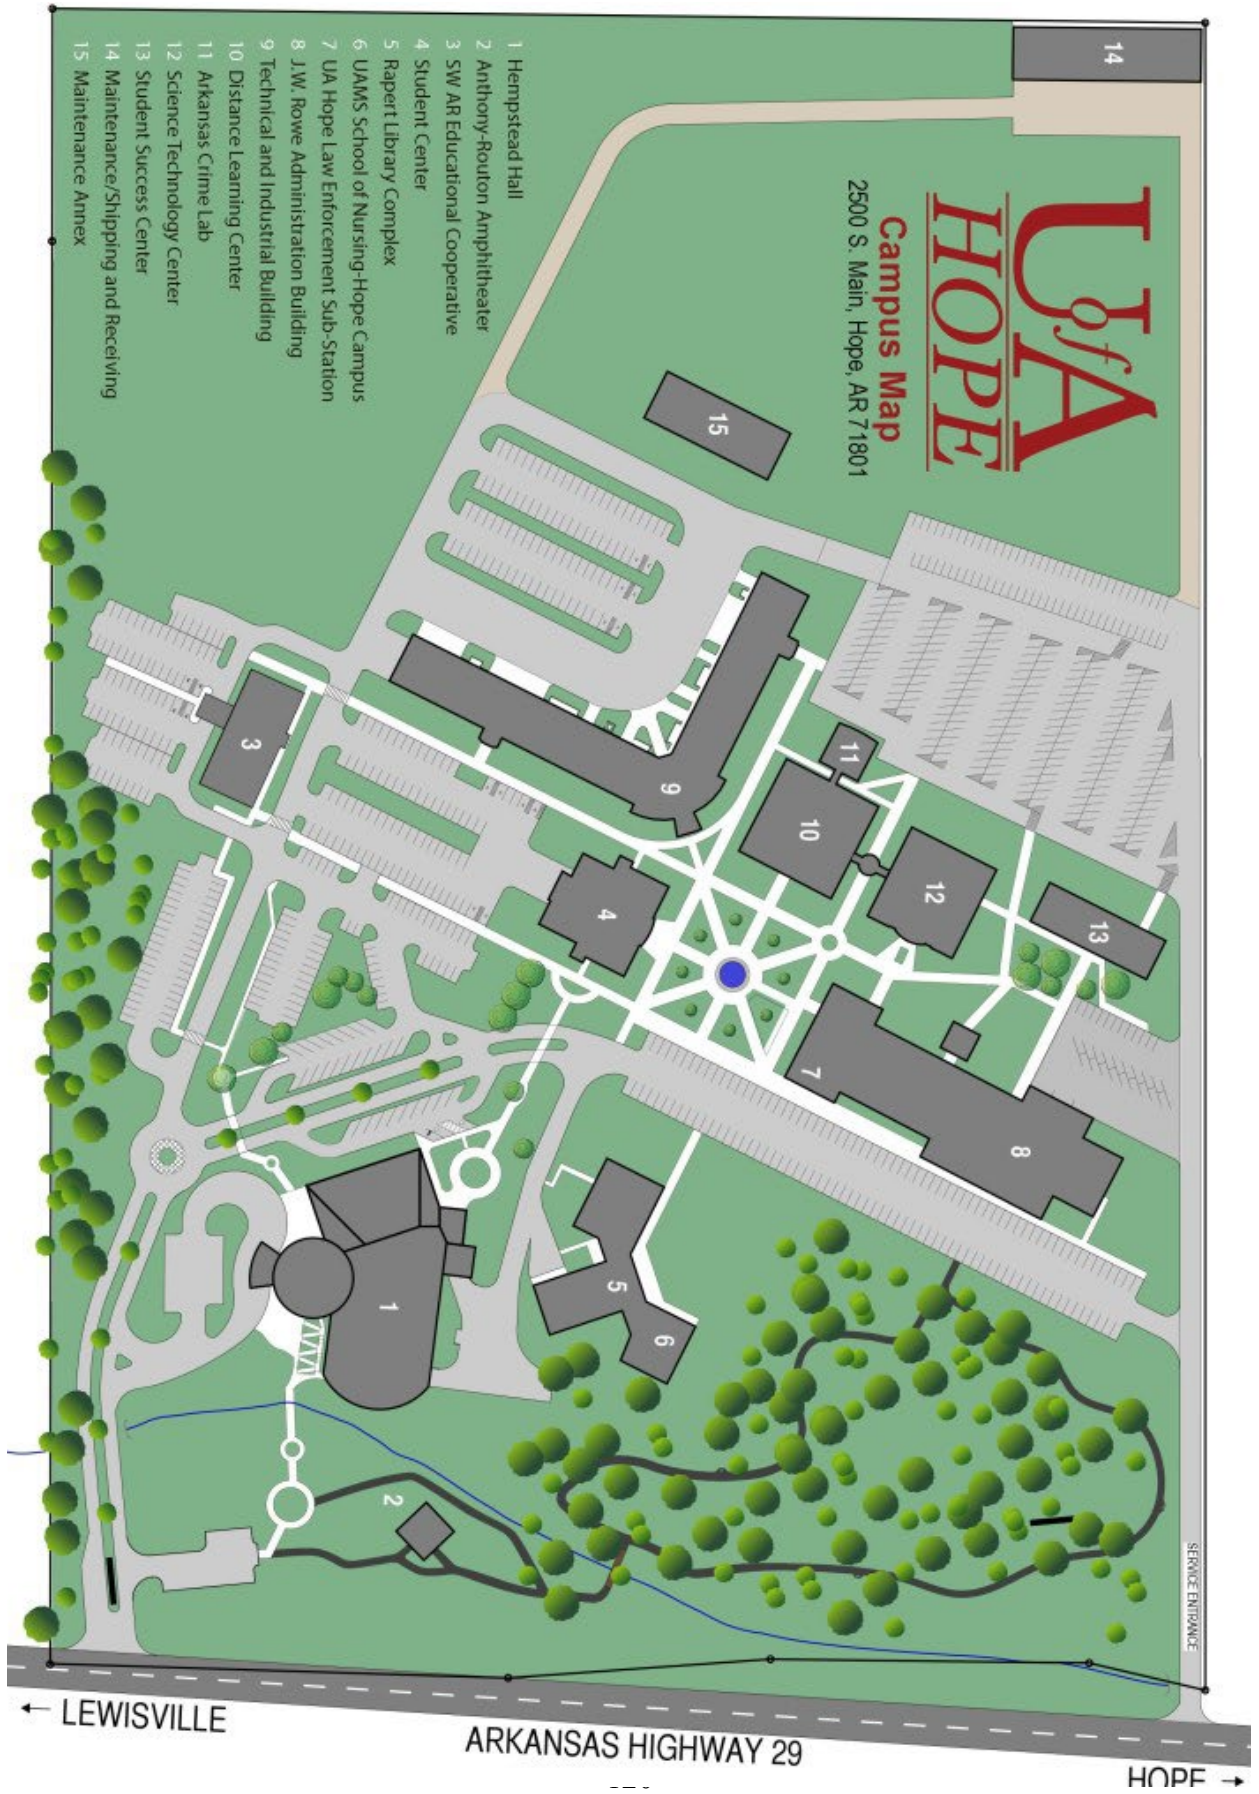 U of A
HOPE
Campus Map
2500 S. Main, Hope, AR 71801
1 Hempstead Hall
2 Anthony-Routon Amphitheater
3 SW AR Educational Cooperative
4 Student Center
5 Rapert Library Complex
6 UAMS School of Nursing-Hope Campus
7 UA Hope Law Enforcement Sub-Station
8 J.W. Rowe Administration Building
9 Technical and Industrial Building
10 Distance Learning Center
11 Arkansas Crime Lab
12 Science Technology Center
13 Student Success Center
14 Maintenance/Shipping and Receiving
15 Maintenance Annex
14
15
11
10
9
12
13
3
4
7
8
5
6
1
2
SERVICE ENTRANCE
← LEWISVILLE
ARKANSAS HIGHWAY 29
HOPE →